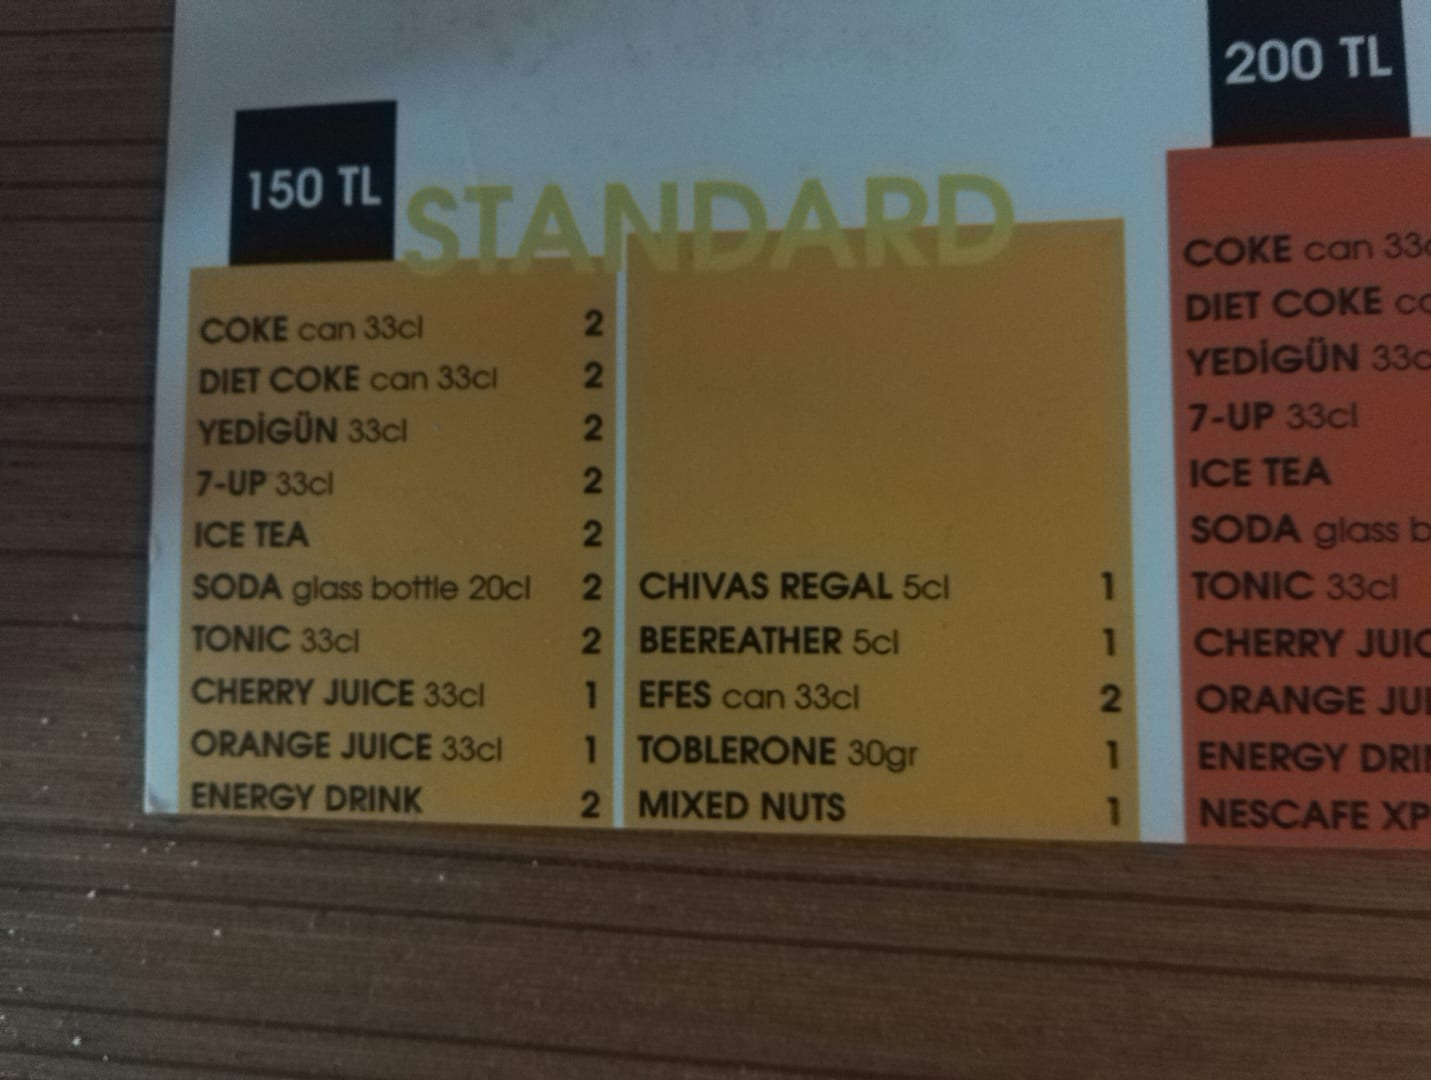 150 TL
STANDARD
COKE can 33cl 2
DIET COKE can 33cl 2
YEDİGÜN 33cl 2
7-UP 33cl 2
ICE TEA 2
SODA glass bottle 20cl 2
TONIC 33cl 2
CHERRY JUICE 33cl 1
ORANGE JUICE 33cl 1
ENERGY DRINK 2
CHIVAS REGAL 5cl 1
BEEREATHER 5cl 1
EFES can 33cl 2
TOBLERONE 30gr 1
MIXED NUTS 1
200 TL
COKE can
DIET COKE
YEDİGÜN
7-UP 33cl
ICE TEA
SODA glass
TONIC 33cl
CHERRY
ORANGE
ENERGY
NESCAFE